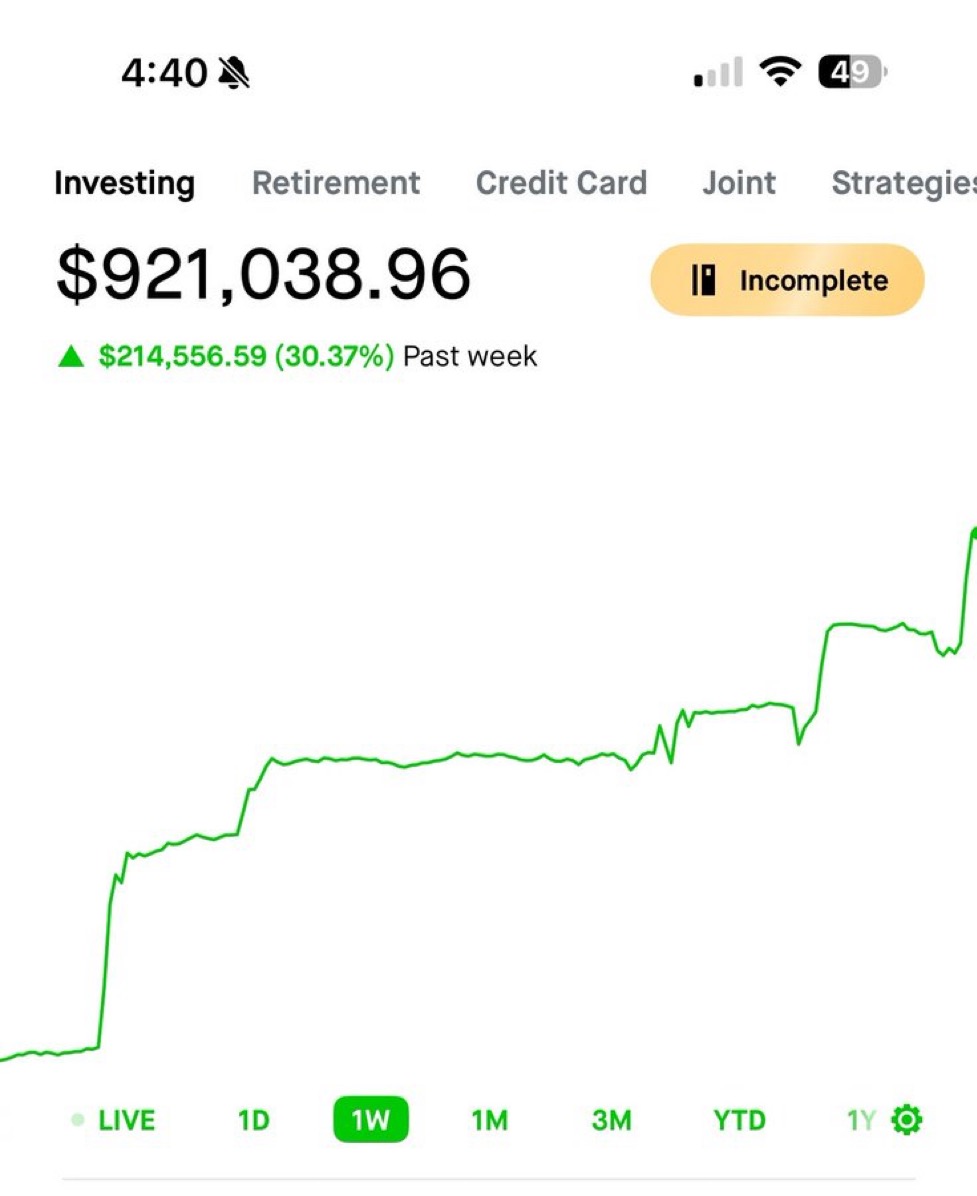 4:40 49
Investing Retirement Credit Card Joint Strategies
$921,038.96 Incomplete
▲ $214,556.59 (30.37%) Past week
LIVE 1D 1W 1M 3M YTD 1Y